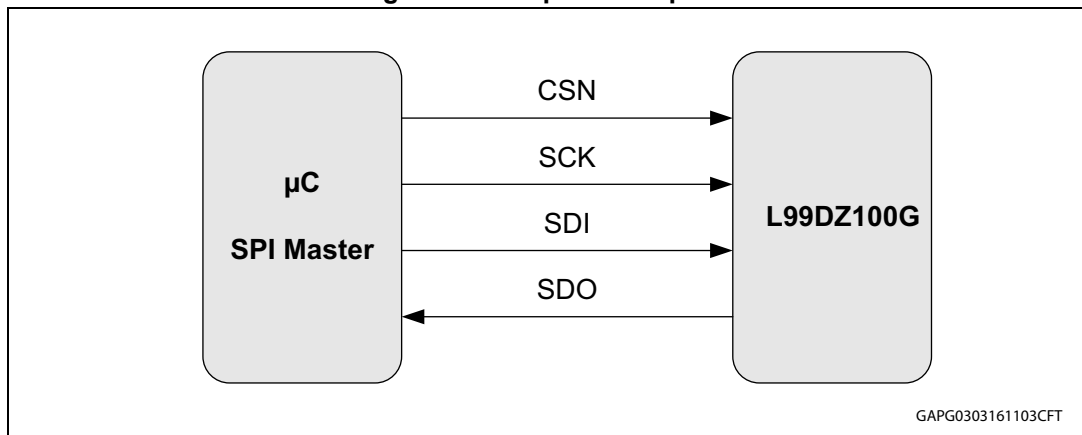 CSN
SCK
SDI
SDO
µC
SPI Master
L99DZ100G
GAPG0303161103CFT